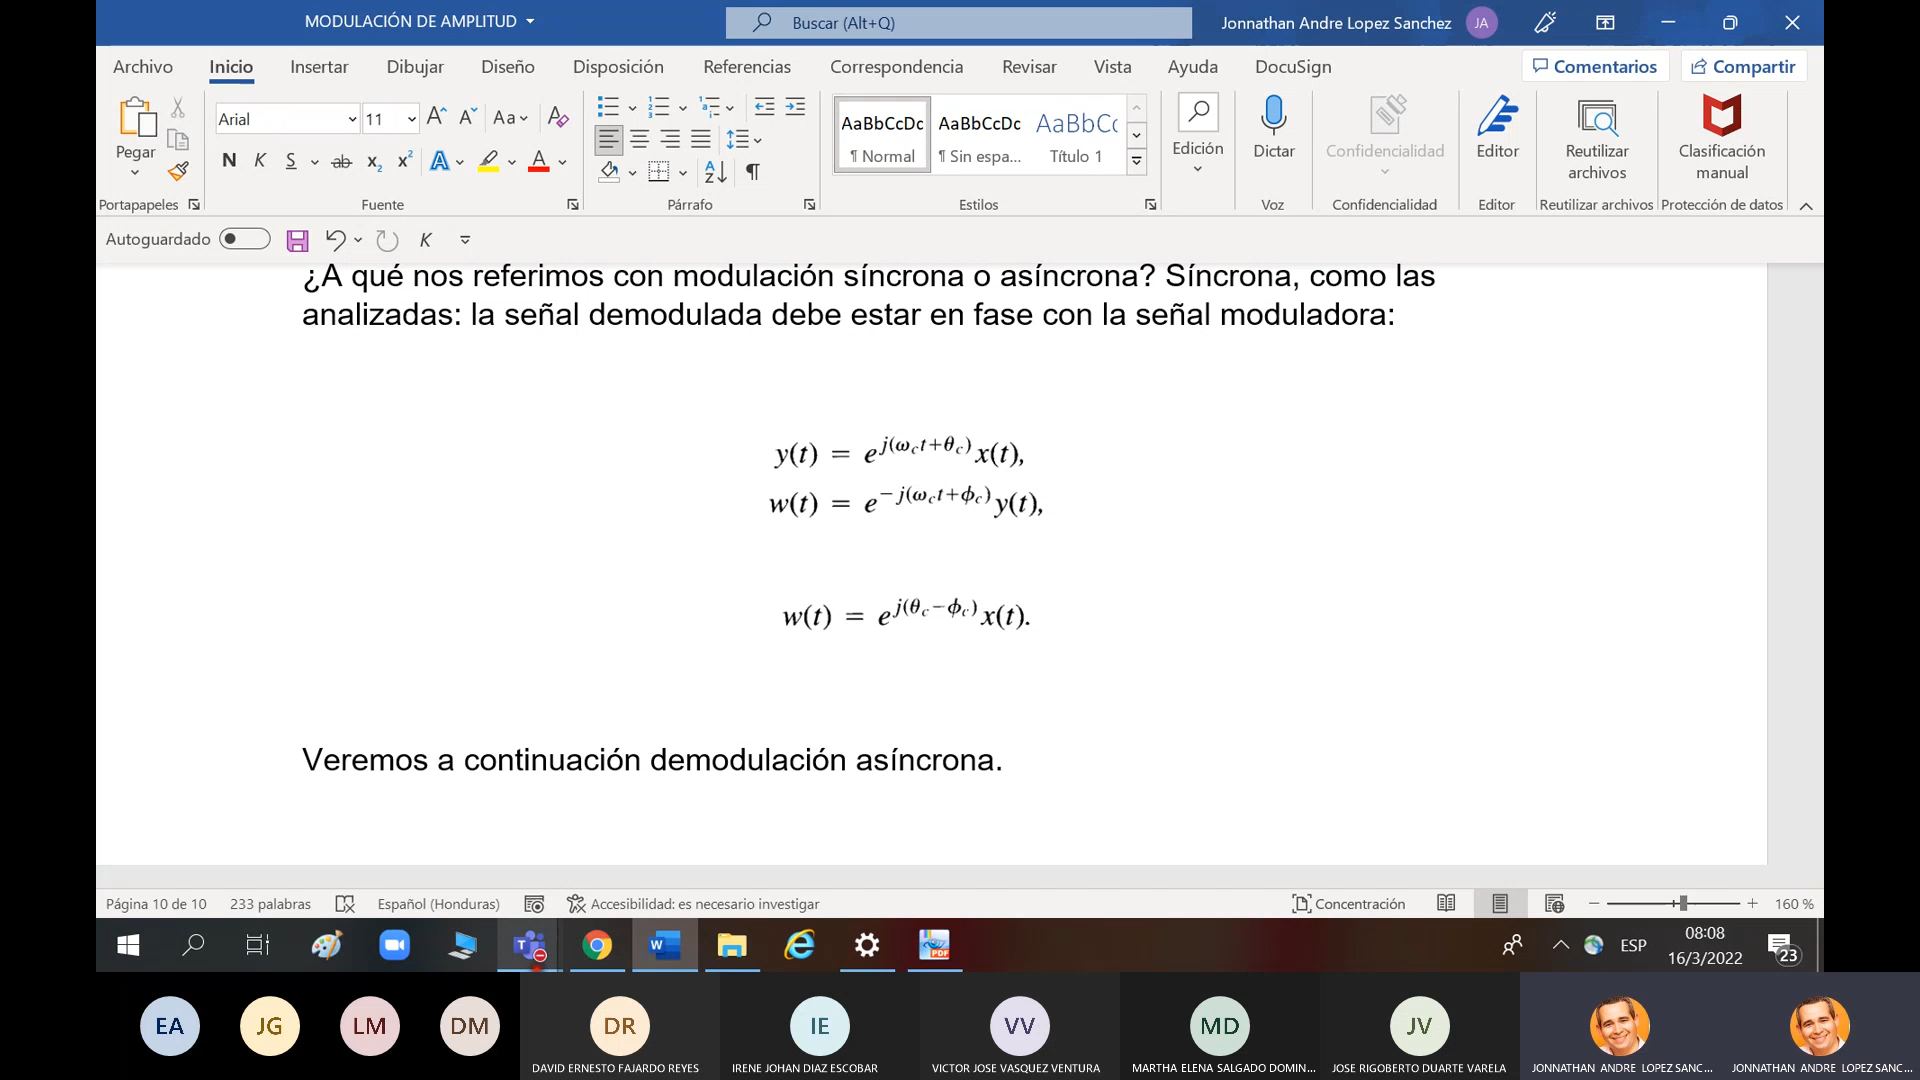 MODULACIÓN DE AMPLITUD
Buscar (Alt+Q)
Jonnathan Andre Lopez Sanchez
JA
Archivo Inicio Insertar Dibujar Diseño Disposición Referencias Correspondencia Revisar Vista Ayuda DocuSign
Comentarios Compartir
Pegar
Arial 11
Aa
N K S ab x₂ x² A A
AaBbCcDc AaBbCcDc AaBbCc
¶ Normal ¶ Sin espa... Título 1
Edición
Dictar
Confidencialidad
Editor
Reutilizar archivos
Clasificación manual
Portapapeles Fuente Párrafo Estilos Voz Confidencialidad Editor Reutilizar archivos Protección de datos
Autoguardado K
¿A qué nos referimos con modulación síncrona o asíncrona? Síncrona, como las
analizadas: la señal demodulada debe estar en fase con la señal moduladora:
y(t) = e^{j(ω_c t+θ_c)} x(t),
w(t) = e^{−j(ω_c t+ϕ_c)} y(t),
w(t) = e^{j(θ_c−ϕ_c)} x(t).
Veremos a continuación demodulación asíncrona.
Página 10 de 10 233 palabras Español (Honduras) Accesibilidad: es necesario investigar Concentración 160 %
ESP
08:08
16/3/2022
23
EA JG LM DM DR IE VV MD JV
DAVID ERNESTO FAJARDO REYES IRENE JOHAN DIAZ ESCOBAR VICTOR JOSE VASQUEZ VENTURA MARTHA ELENA SALGADO DOMIN... JOSE RIGOBERTO DUARTE VARELA JONNATHAN ANDRE LOPEZ SANC... JONNATHAN ANDRE LOPEZ SANC...